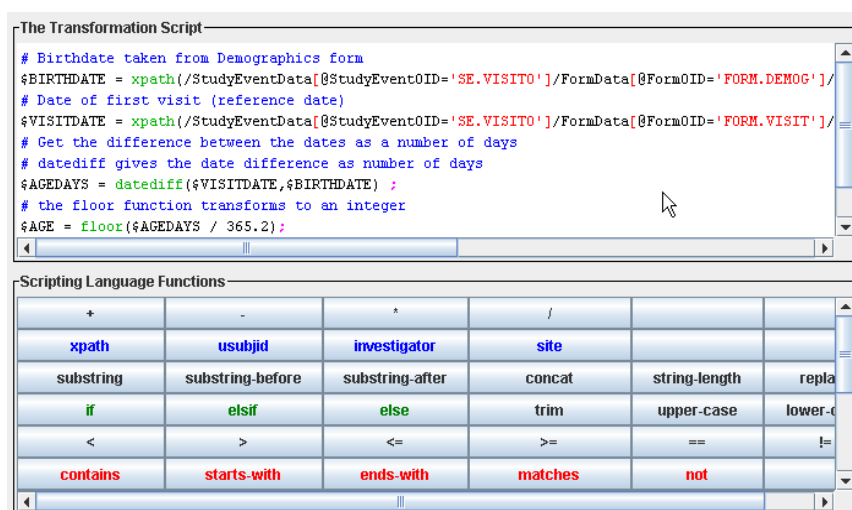 The Transformation Script
# Birthdate taken from Demographics form
$BIRTHDATE = xpath(/StudyEventData[@StudyEventOID='SE.VISIT0']/FormData[@FormOID='FORM.DEMOG']/
# Date of first visit (reference date)
$VISITDATE = xpath(/StudyEventData[@StudyEventOID='SE.VISIT0']/FormData[@FormOID='FORM.VISIT']/
# Get the difference between the dates as a number of days
# datediff gives the date difference as number of days
$AGEDAYS = datediff($VISITDATE,$BIRTHDATE) ;
# the floor function transforms to an integer
$AGE = floor($AGEDAYS / 365.2);
Scripting Language Functions
+ - * /
xpath usubjid investigator site
substring substring-before substring-after concat string-length repla
if elsif else trim upper-case lower-c
< > <= >= == !=
contains starts-with ends-with matches not